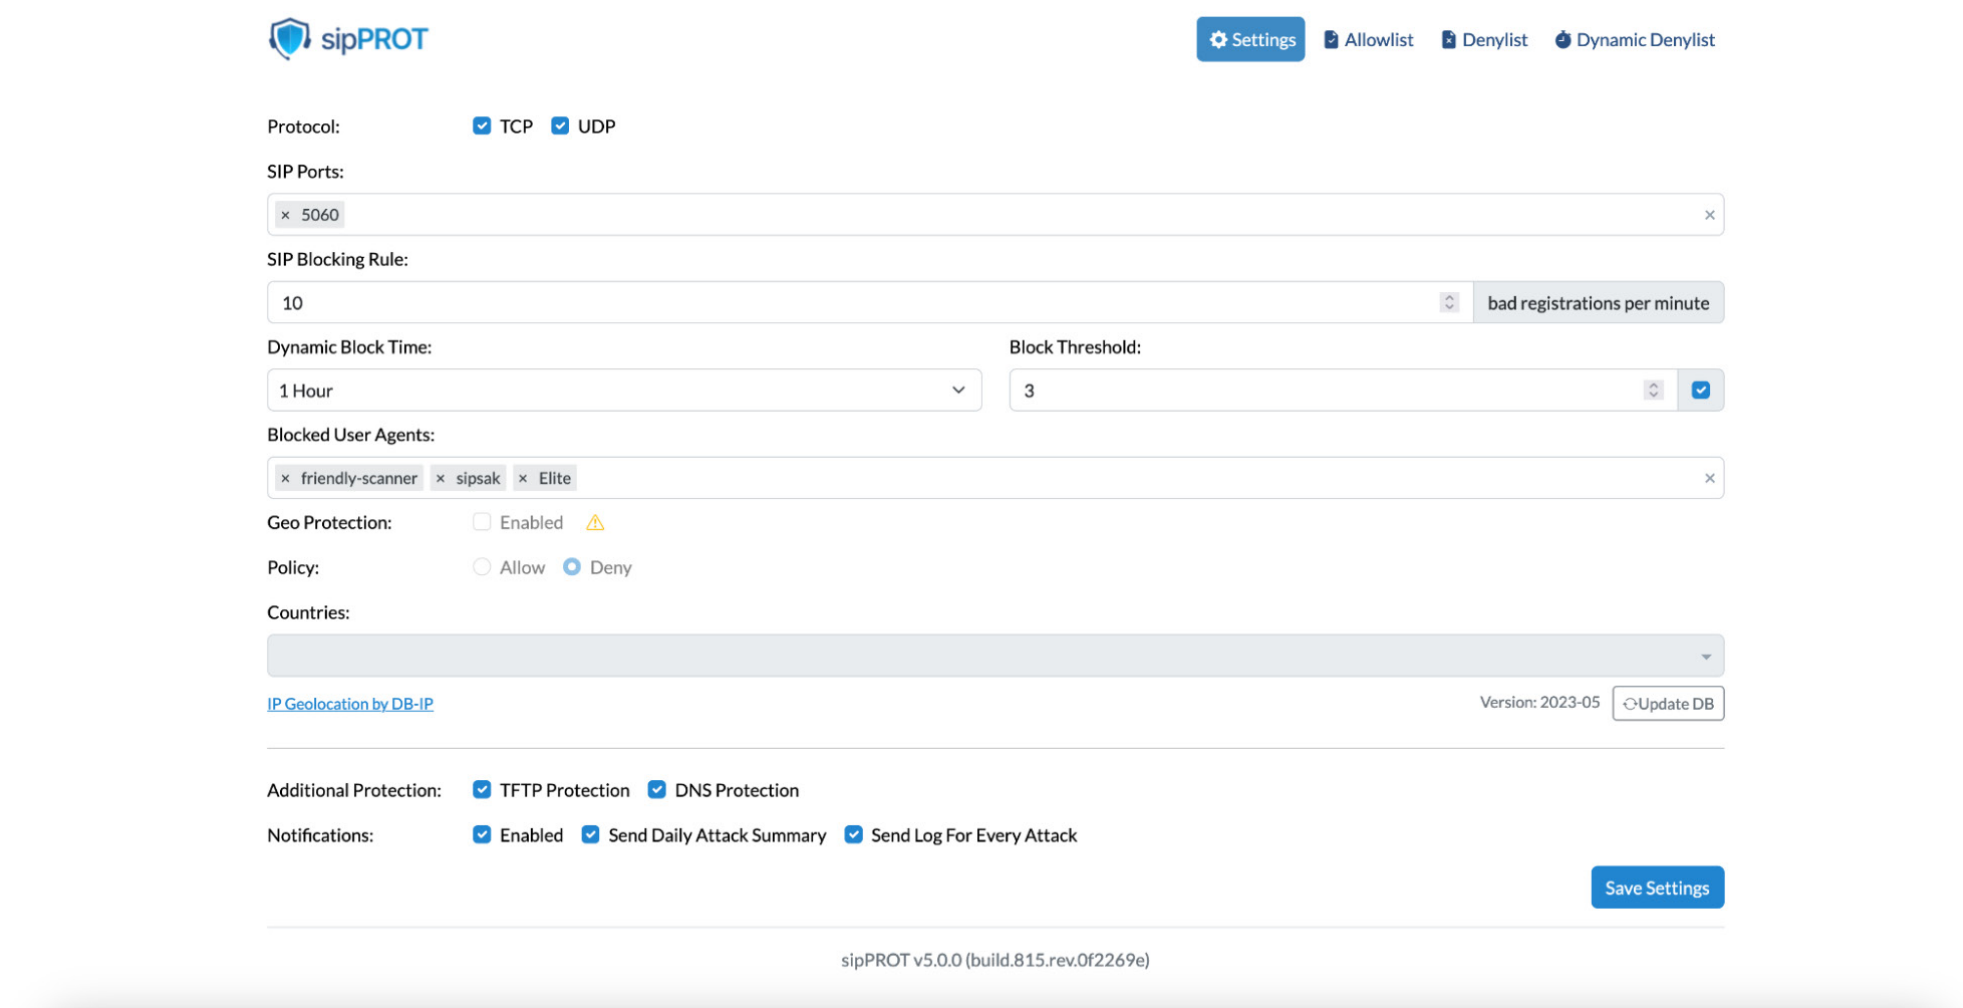 sipPROT
Settings Allowlist Denylist Dynamic Denylist
Protocol: TCP UDP
SIP Ports:
× 5060 ×
SIP Blocking Rule:
10 bad registrations per minute
Dynamic Block Time: Block Threshold:
1 Hour 3
Blocked User Agents:
× friendly-scanner × sipsak × Elite ×
Geo Protection: Enabled
Policy: Allow Deny
Countries:
IP Geolocation by DB-IP Version: 2023-05 Update DB
Additional Protection: TFTP Protection DNS Protection
Notifications: Enabled Send Daily Attack Summary Send Log For Every Attack
Save Settings
sipPROT v5.0.0 (build.815.rev.0f2269e)